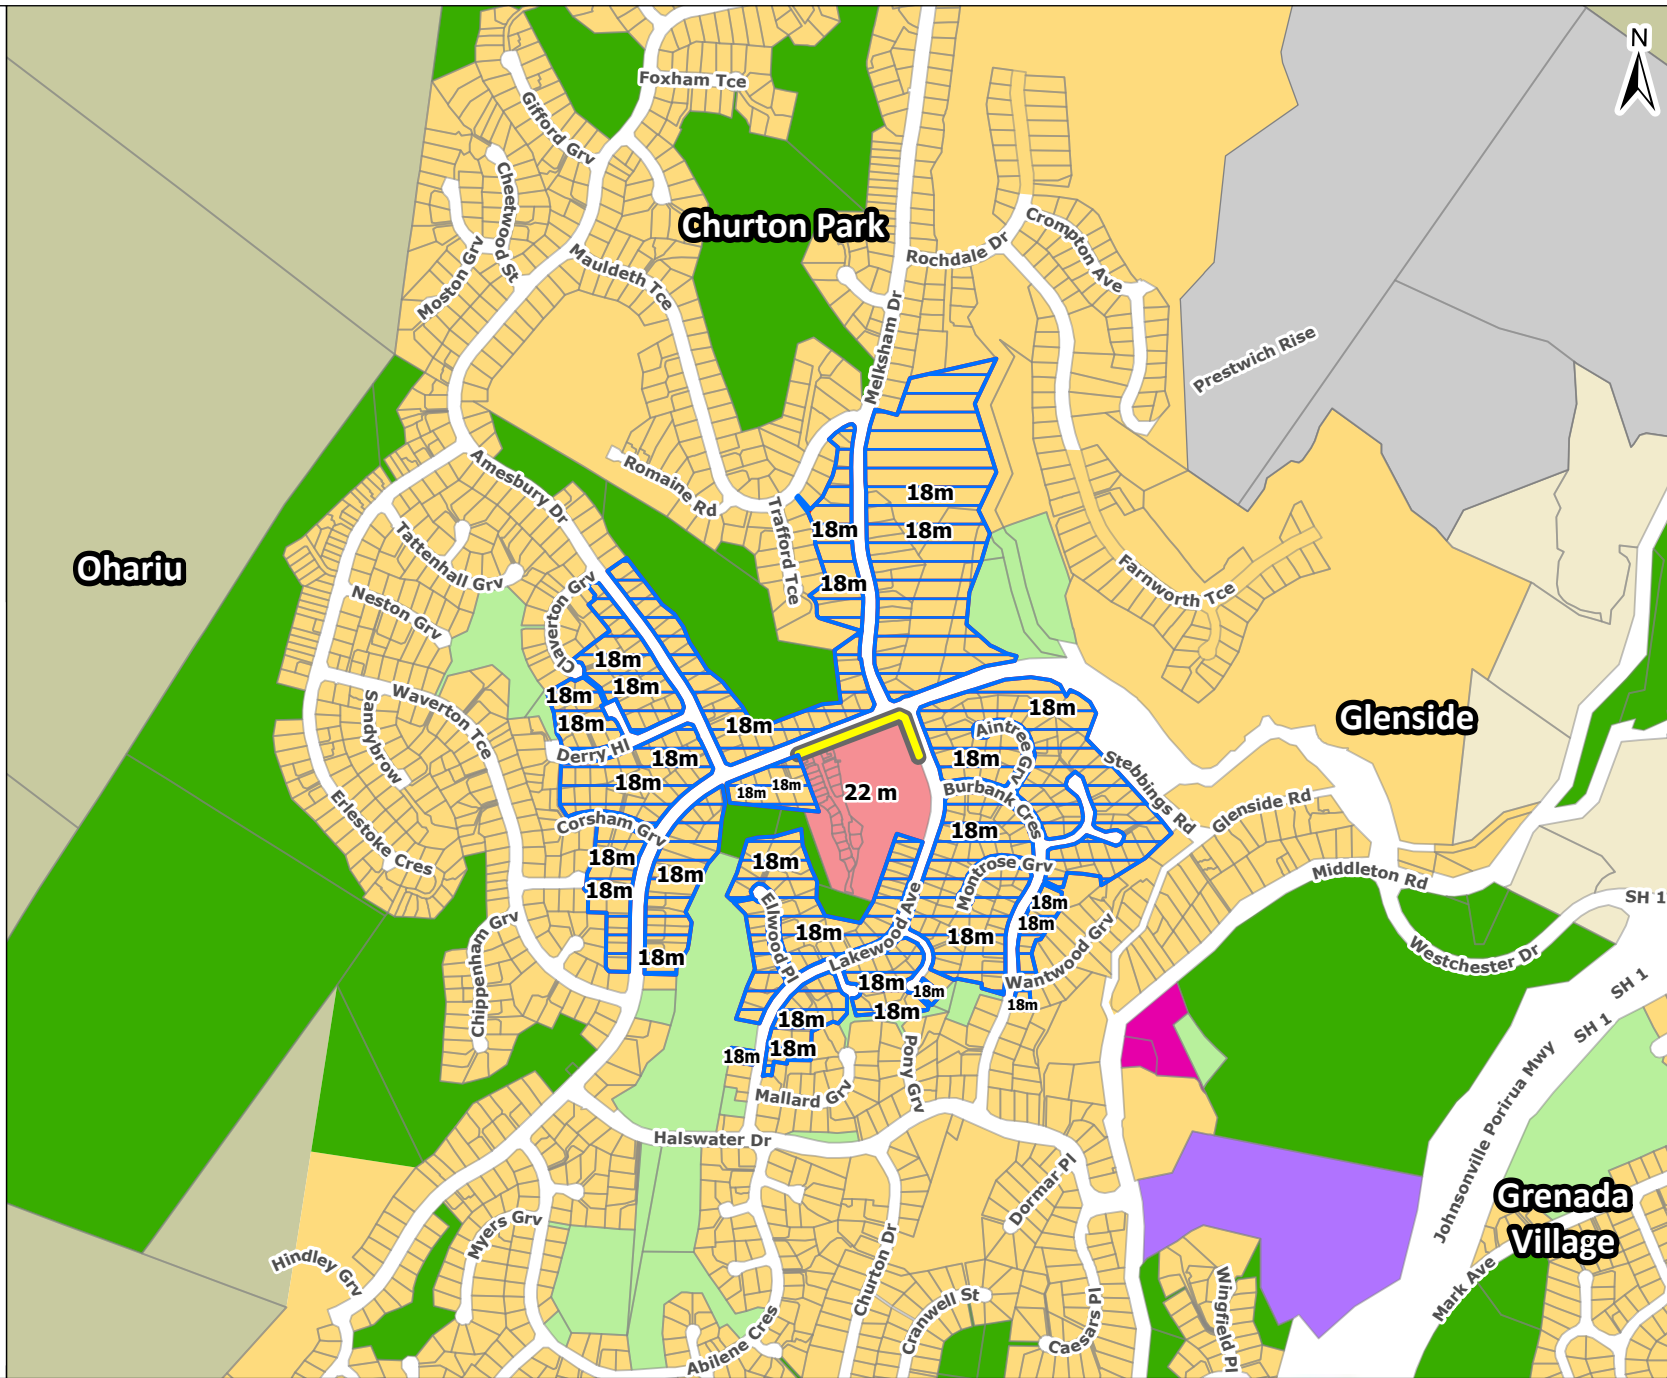 N
Foxham Tce
Gifford Grv
Cheetwood St
Churton Park
Moston Grv
Mauldeth Tce
Rochdale Dr
Crompton Ave
Melksham Dr
Prestwich Rise
Amesbury Dr
Romaine Rd
Trafford Tce
18m
18m
18m
18m
Ohariu
Tattenhall Grv
Claverton Grv
Neston Grv
Farnworth Tce
18m
18m
18m
18m
18m
18m
Sandybrow
Waverton Tce
Derry Hl
18m
18m
Aintree Grv
18m
Glenside
Stebbings Rd
18m
18m
22 m
Burbank Cres
Glenside Rd
Erlestoke Cres
Corsham Grv
18m
18m
18m
18m
18m
Montrose Grv
Middleton Rd
SH 1
Ellwood Pl
Lakewood Ave
18m
18m
18m
18m
Chippenham Grv
18m
Wantwood Grv
Westchester Dr
18m
18m
18m
18m
18m
SH 1
SH 1
18m
18m
Pony Grv
Mallard Grv
Johnsonville Porirua Mwy
Halswater Dr
Dormar Pl
Grenada
Village
Myers Grv
Hindley Grv
Churton Dr
Mark Ave
Cranwell St
Caesars Pl
Wingfield Pl
Abilene Cres